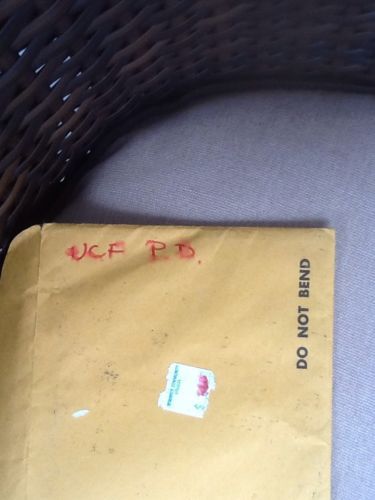 UCF P.D.
DO NOT BEND